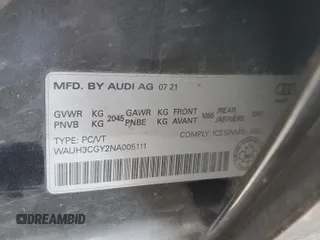 MFD. BY AUDI AG 07 21
GVWR KG 2045 GAWR KG FRONT 1095 /REAR
PNVB KG PNBE KG AVANT /ARRIERE
TYPE: PC/VT
WAUH3CGY2NA005111
DREAMBID